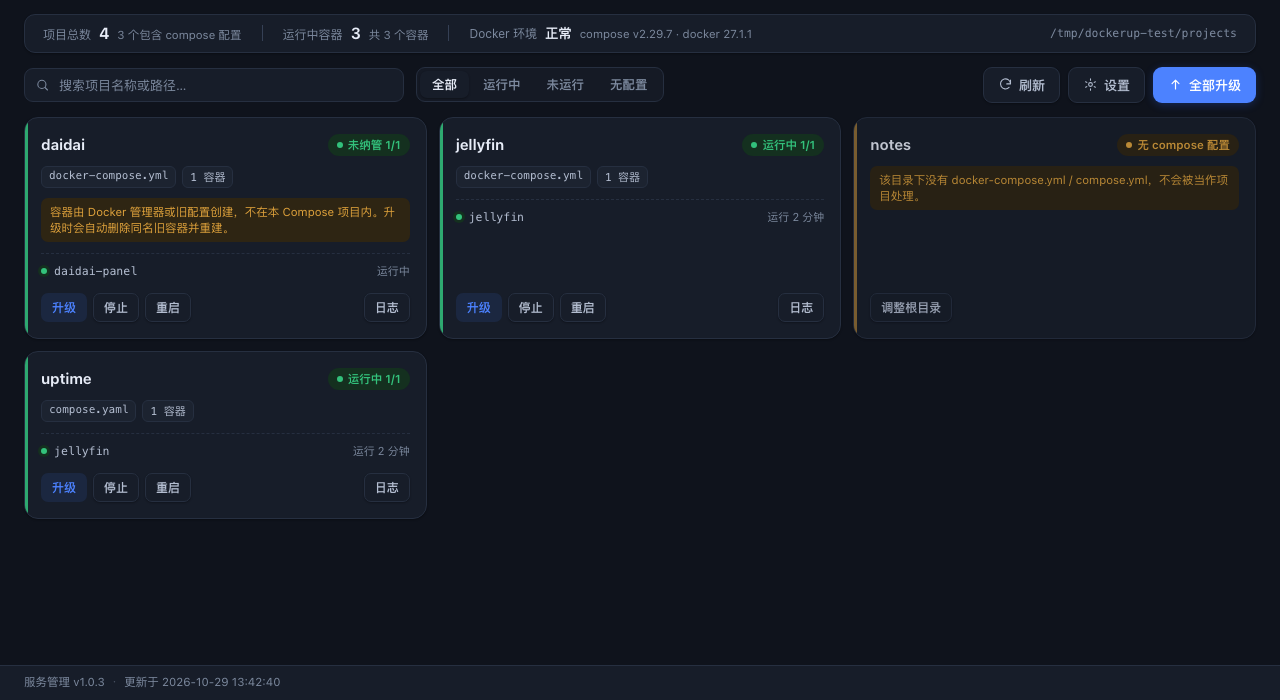 项目总数 4 3 个包含 compose 配置 运行中容器 3 共 3 个容器 Docker 环境 正常 compose v2.29.7 · docker 27.1.1 /tmp/dockerup-test/projects
搜索项目名称或路径... 全部 运行中 未运行 无配置 刷新 设置 全部升级
daidai 未纳管 1/1
docker-compose.yml 1 容器
容器由 Docker 管理器或旧配置创建，不在本 Compose 项目内。升
级时会自动删除同名旧容器并重建。
daidai-panel 运行中
升级 停止 重启 日志
jellyfin 运行中 1/1
docker-compose.yml 1 容器
jellyfin 运行 2 分钟
升级 停止 重启 日志
notes 无 compose 配置
该目录下没有 docker-compose.yml / compose.yml，不会被当作项
目处理。
调整根目录
uptime 运行中 1/1
compose.yaml 1 容器
jellyfin 运行 2 分钟
升级 停止 重启 日志
服务管理 v1.0.3 · 更新于 2026-10-29 13:42:40